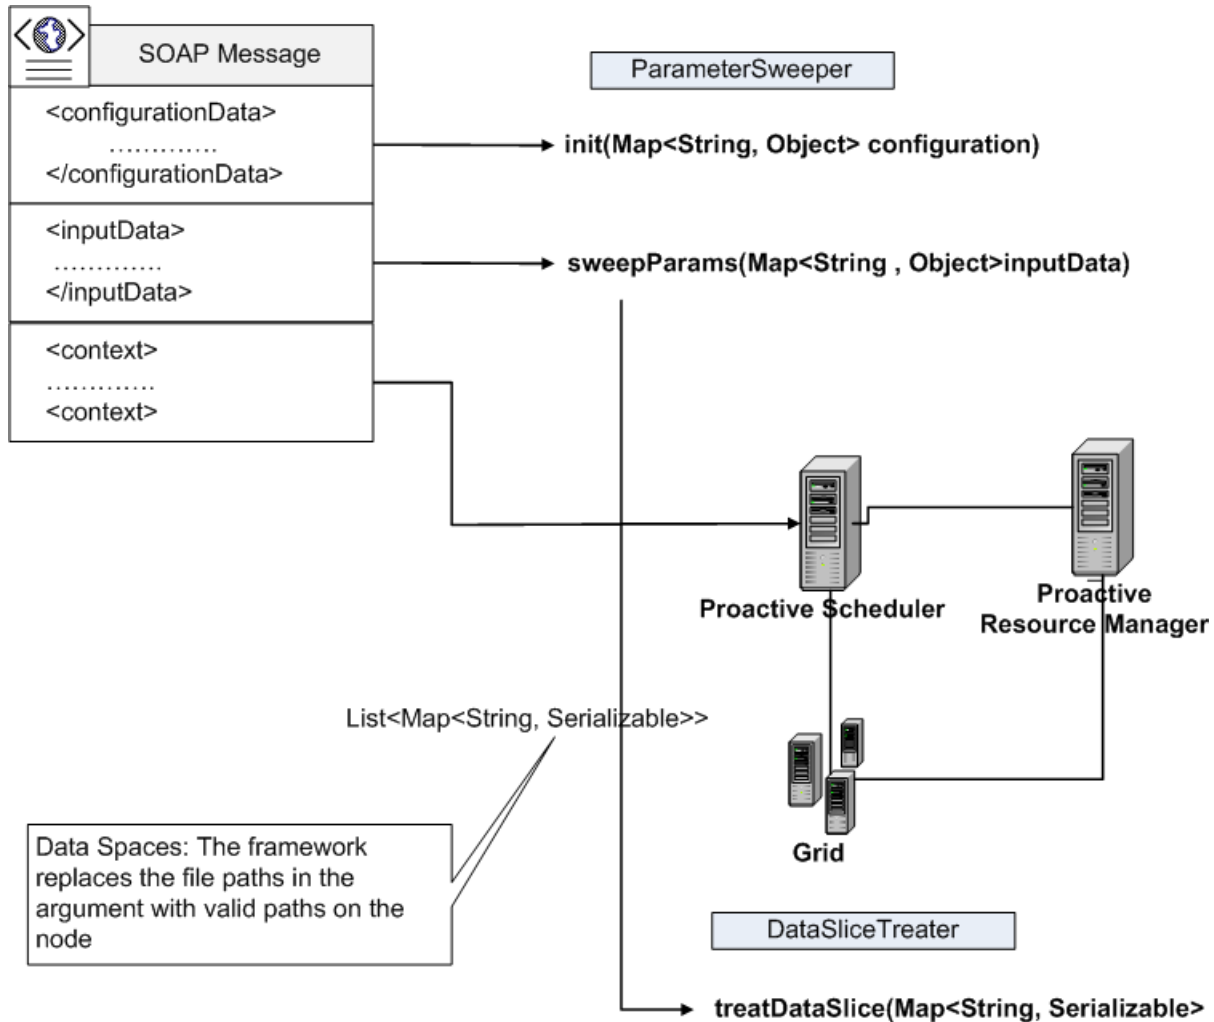 SOAP Message
<configurationData>
.............
</configurationData>
<inputData>
.............
</inputData>
<context>
.............
<context>
ParameterSweeper
init(Map<String, Object> configuration)
sweepParams(Map<String , Object>inputData)
Proactive Scheduler
Proactive
Resource Manager
List<Map<String, Serializable>>
Data Spaces: The framework
replaces the file paths in the
argument with valid paths on the
node
Grid
DataSliceTreater
treatDataSlice(Map<String, Serializable>